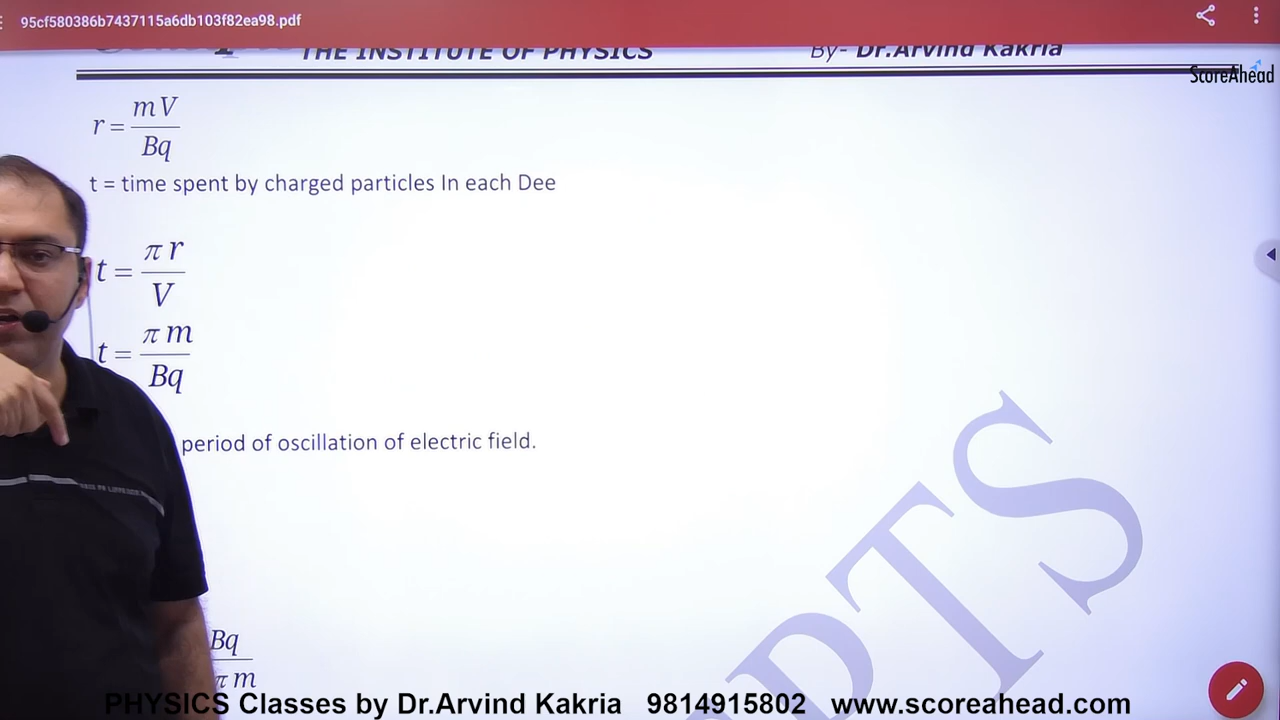 95cf580386b7437115a6db103f82ea98.pdf
THE INSTITUTE OF PHYSICS By- Dr.Arvind Kakria
ScoreAhead
r = mV / Bq
t = time spent by charged particles In each Dee
t = π r / V
t = π m / Bq
period of oscillation of electric field.
Bq / π m
PTS
PHYSICS Classes by Dr.Arvind Kakria 9814915802 www.scoreahead.com